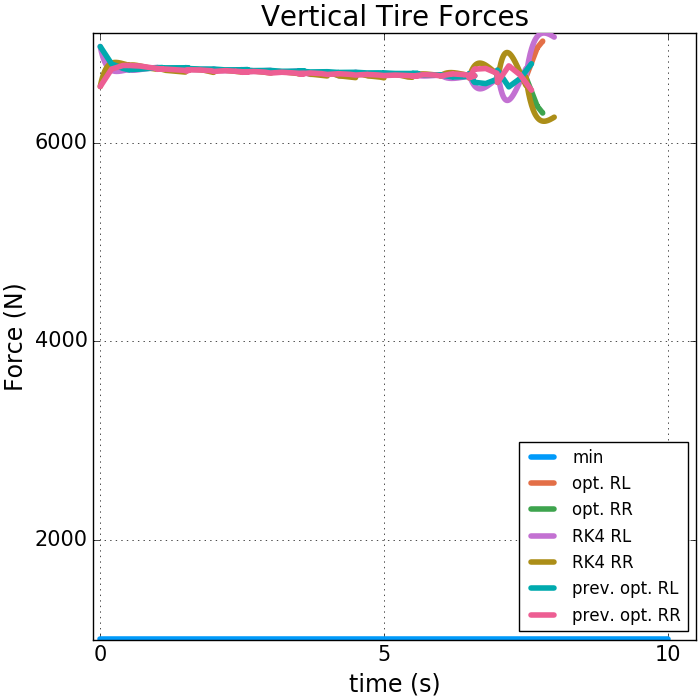 Vertical Tire Forces
Force (N)
6000
4000
2000
min
opt. RL
opt. RR
RK4 RL
RK4 RR
prev. opt. RL
prev. opt. RR
0
5
10
time (s)